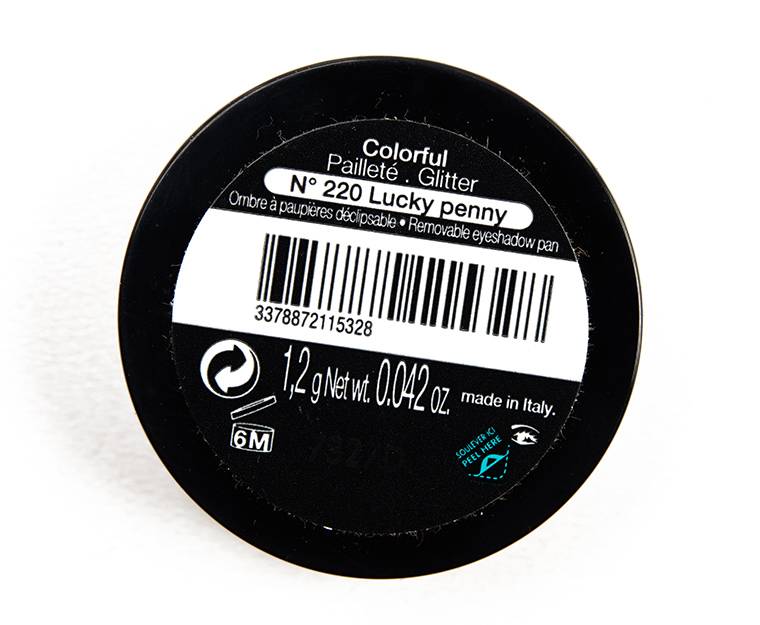 Colorful
Pailleté . Glitter
N° 220 Lucky penny
Ombre à paupières déclipsable • Removable eyeshadow pan
3378872115328
1,2 g Net wt. 0.042 oz. made in Italy.
6M
SOULEVER ICI
PEEL HERE